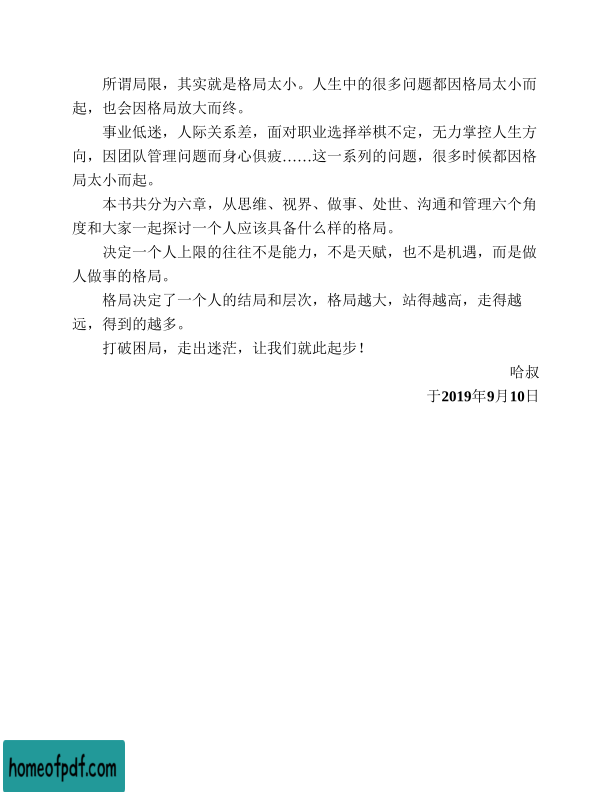 所谓局限，其实就是格局太小。人生中的很多问题都因格局太小而
起，也会因格局放大而终。
事业低迷，人际关系差，面对职业选择举棋不定，无力掌控人生方
向，因团队管理问题而身心俱疲……这一系列的问题，很多时候都因格
局太小而起。
本书共分为六章，从思维、视界、做事、处世、沟通和管理六个角
度和大家一起探讨一个人应该具备什么样的格局。
决定一个人上限的往往不是能力，不是天赋，也不是机遇，而是做
人做事的格局。
格局决定了一个人的结局和层次，格局越大，站得越高，走得越
远，得到的越多。
打破困局，走出迷茫，让我们就此起步！
哈叔
于2019年9月10日
homeofpdf.com